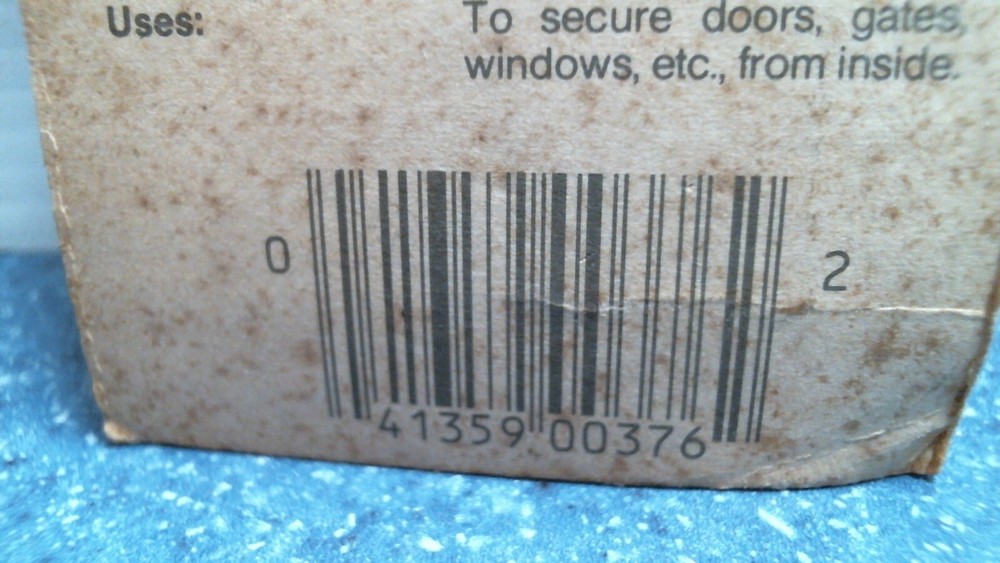 Uses: To secure doors, gates,
windows, etc., from inside.
0 2
41359 00376